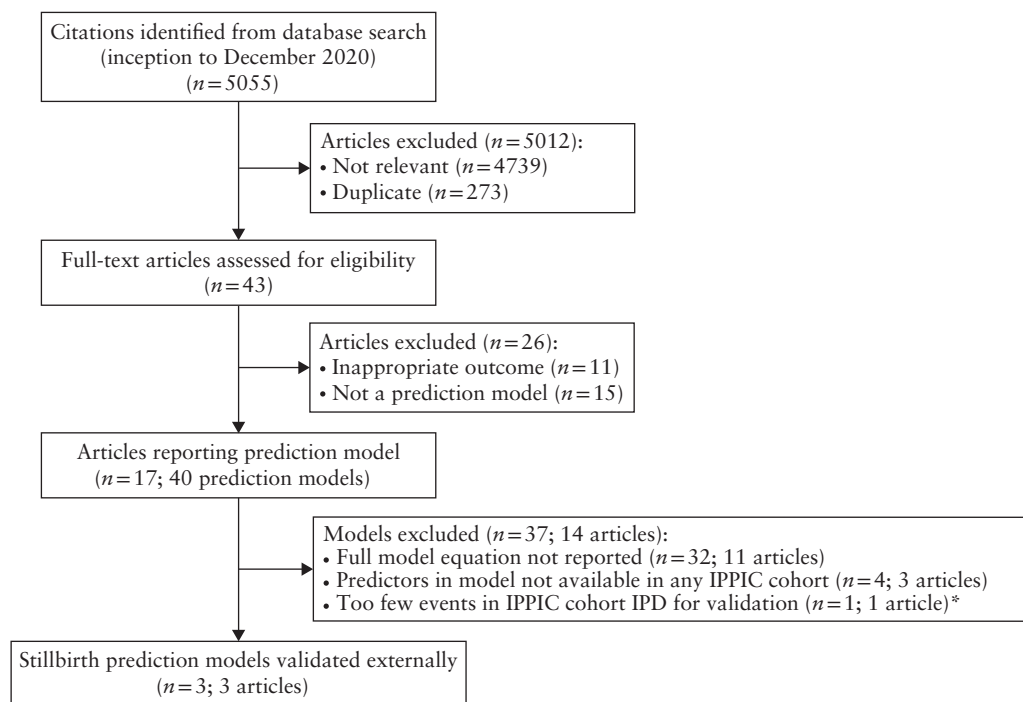 Citations identified from database search
(inception to December 2020)
(n=5055)
Articles excluded (n=5012):
• Not relevant (n=4739)
• Duplicate (n=273)
Full-text articles assessed for eligibility
(n=43)
Articles excluded (n=26):
• Inappropriate outcome (n=11)
• Not a prediction model (n=15)
Articles reporting prediction model
(n=17; 40 prediction models)
Models excluded (n=37; 14 articles):
• Full model equation not reported (n=32; 11 articles)
• Predictors in model not available in any IPPIC cohort (n=4; 3 articles)
• Too few events in IPPIC cohort IPD for validation (n=1; 1 article)*
Stillbirth prediction models validated externally
(n=3; 3 articles)